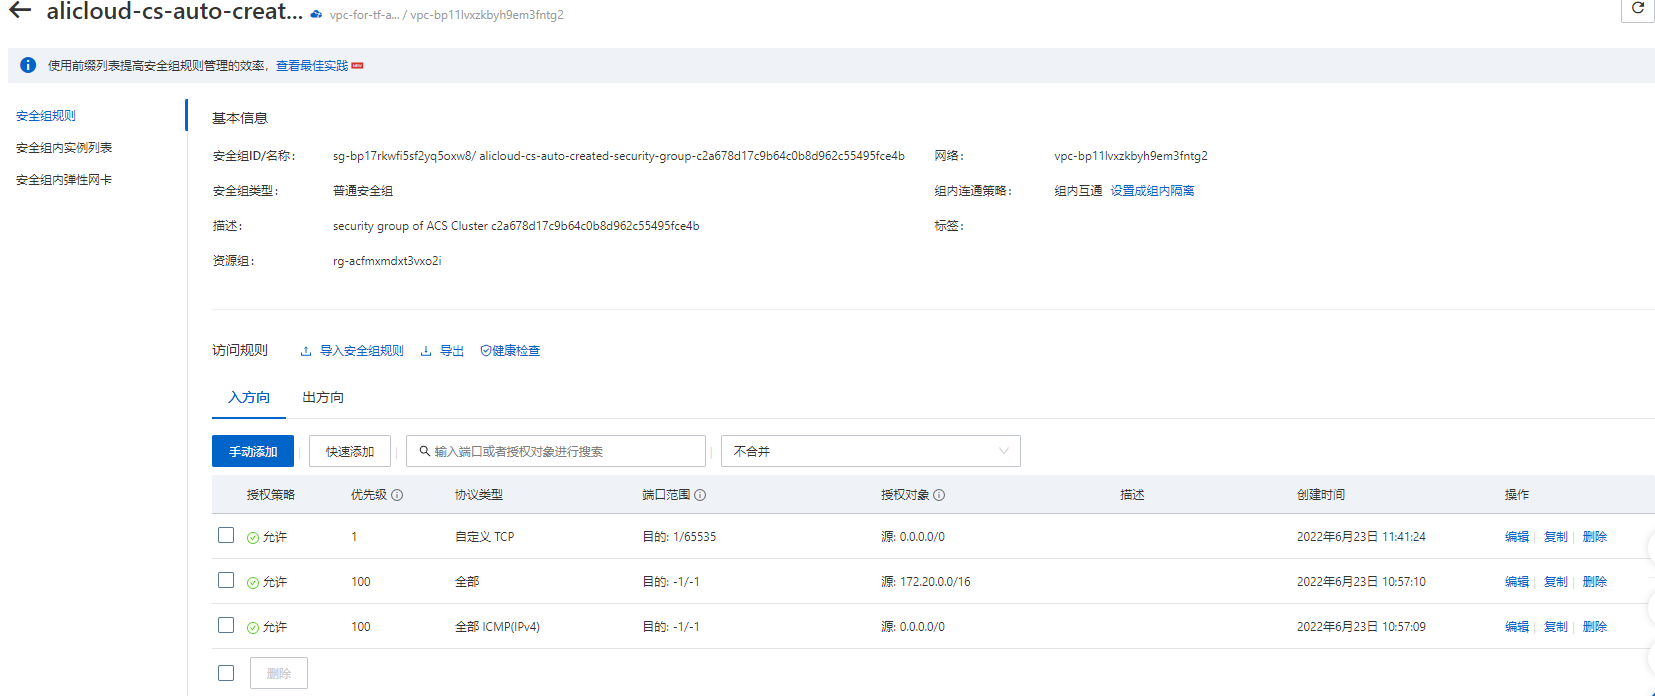 alicloud-cs-auto-creat... vpc-for-tf-a... / vpc-bp11lvxzkbyh9em3fntg2
使用前缀列表提高安全组规则管理的效率，查看最佳实践
安全组规则
安全组内实例列表
安全组内弹性网卡
基本信息
安全组ID/名称： sg-bp17rkwfi5sf2yq5oxw8/ alicloud-cs-auto-created-security-group-c2a678d17c9b64c0b8d962c55495fce4b 网络： vpc-bp11lvxzkbyh9em3fntg2
安全组类型： 普通安全组 组内连通策略： 组内互通 设置成组内隔离
描述： security group of ACS Cluster c2a678d17c9b64c0b8d962c55495fce4b 标签：
资源组： rg-acfmxmdxt3vxo2i
访问规则 导入安全组规则 导出 健康检查
入方向 出方向
手动添加 快速添加 输入端口或者授权对象进行搜索 不合并
授权策略 优先级 协议类型 端口范围 授权对象 描述 创建时间 操作
允许 1 自定义 TCP 目的: 1/65535 源: 0.0.0.0/0 2022年6月23日 11:41:24 编辑 复制 删除
允许 100 全部 目的: -1/-1 源: 172.20.0.0/16 2022年6月23日 10:57:10 编辑 复制 删除
允许 100 全部 ICMP(IPv4) 目的: -1/-1 源: 0.0.0.0/0 2022年6月23日 10:57:09 编辑 复制 删除
删除